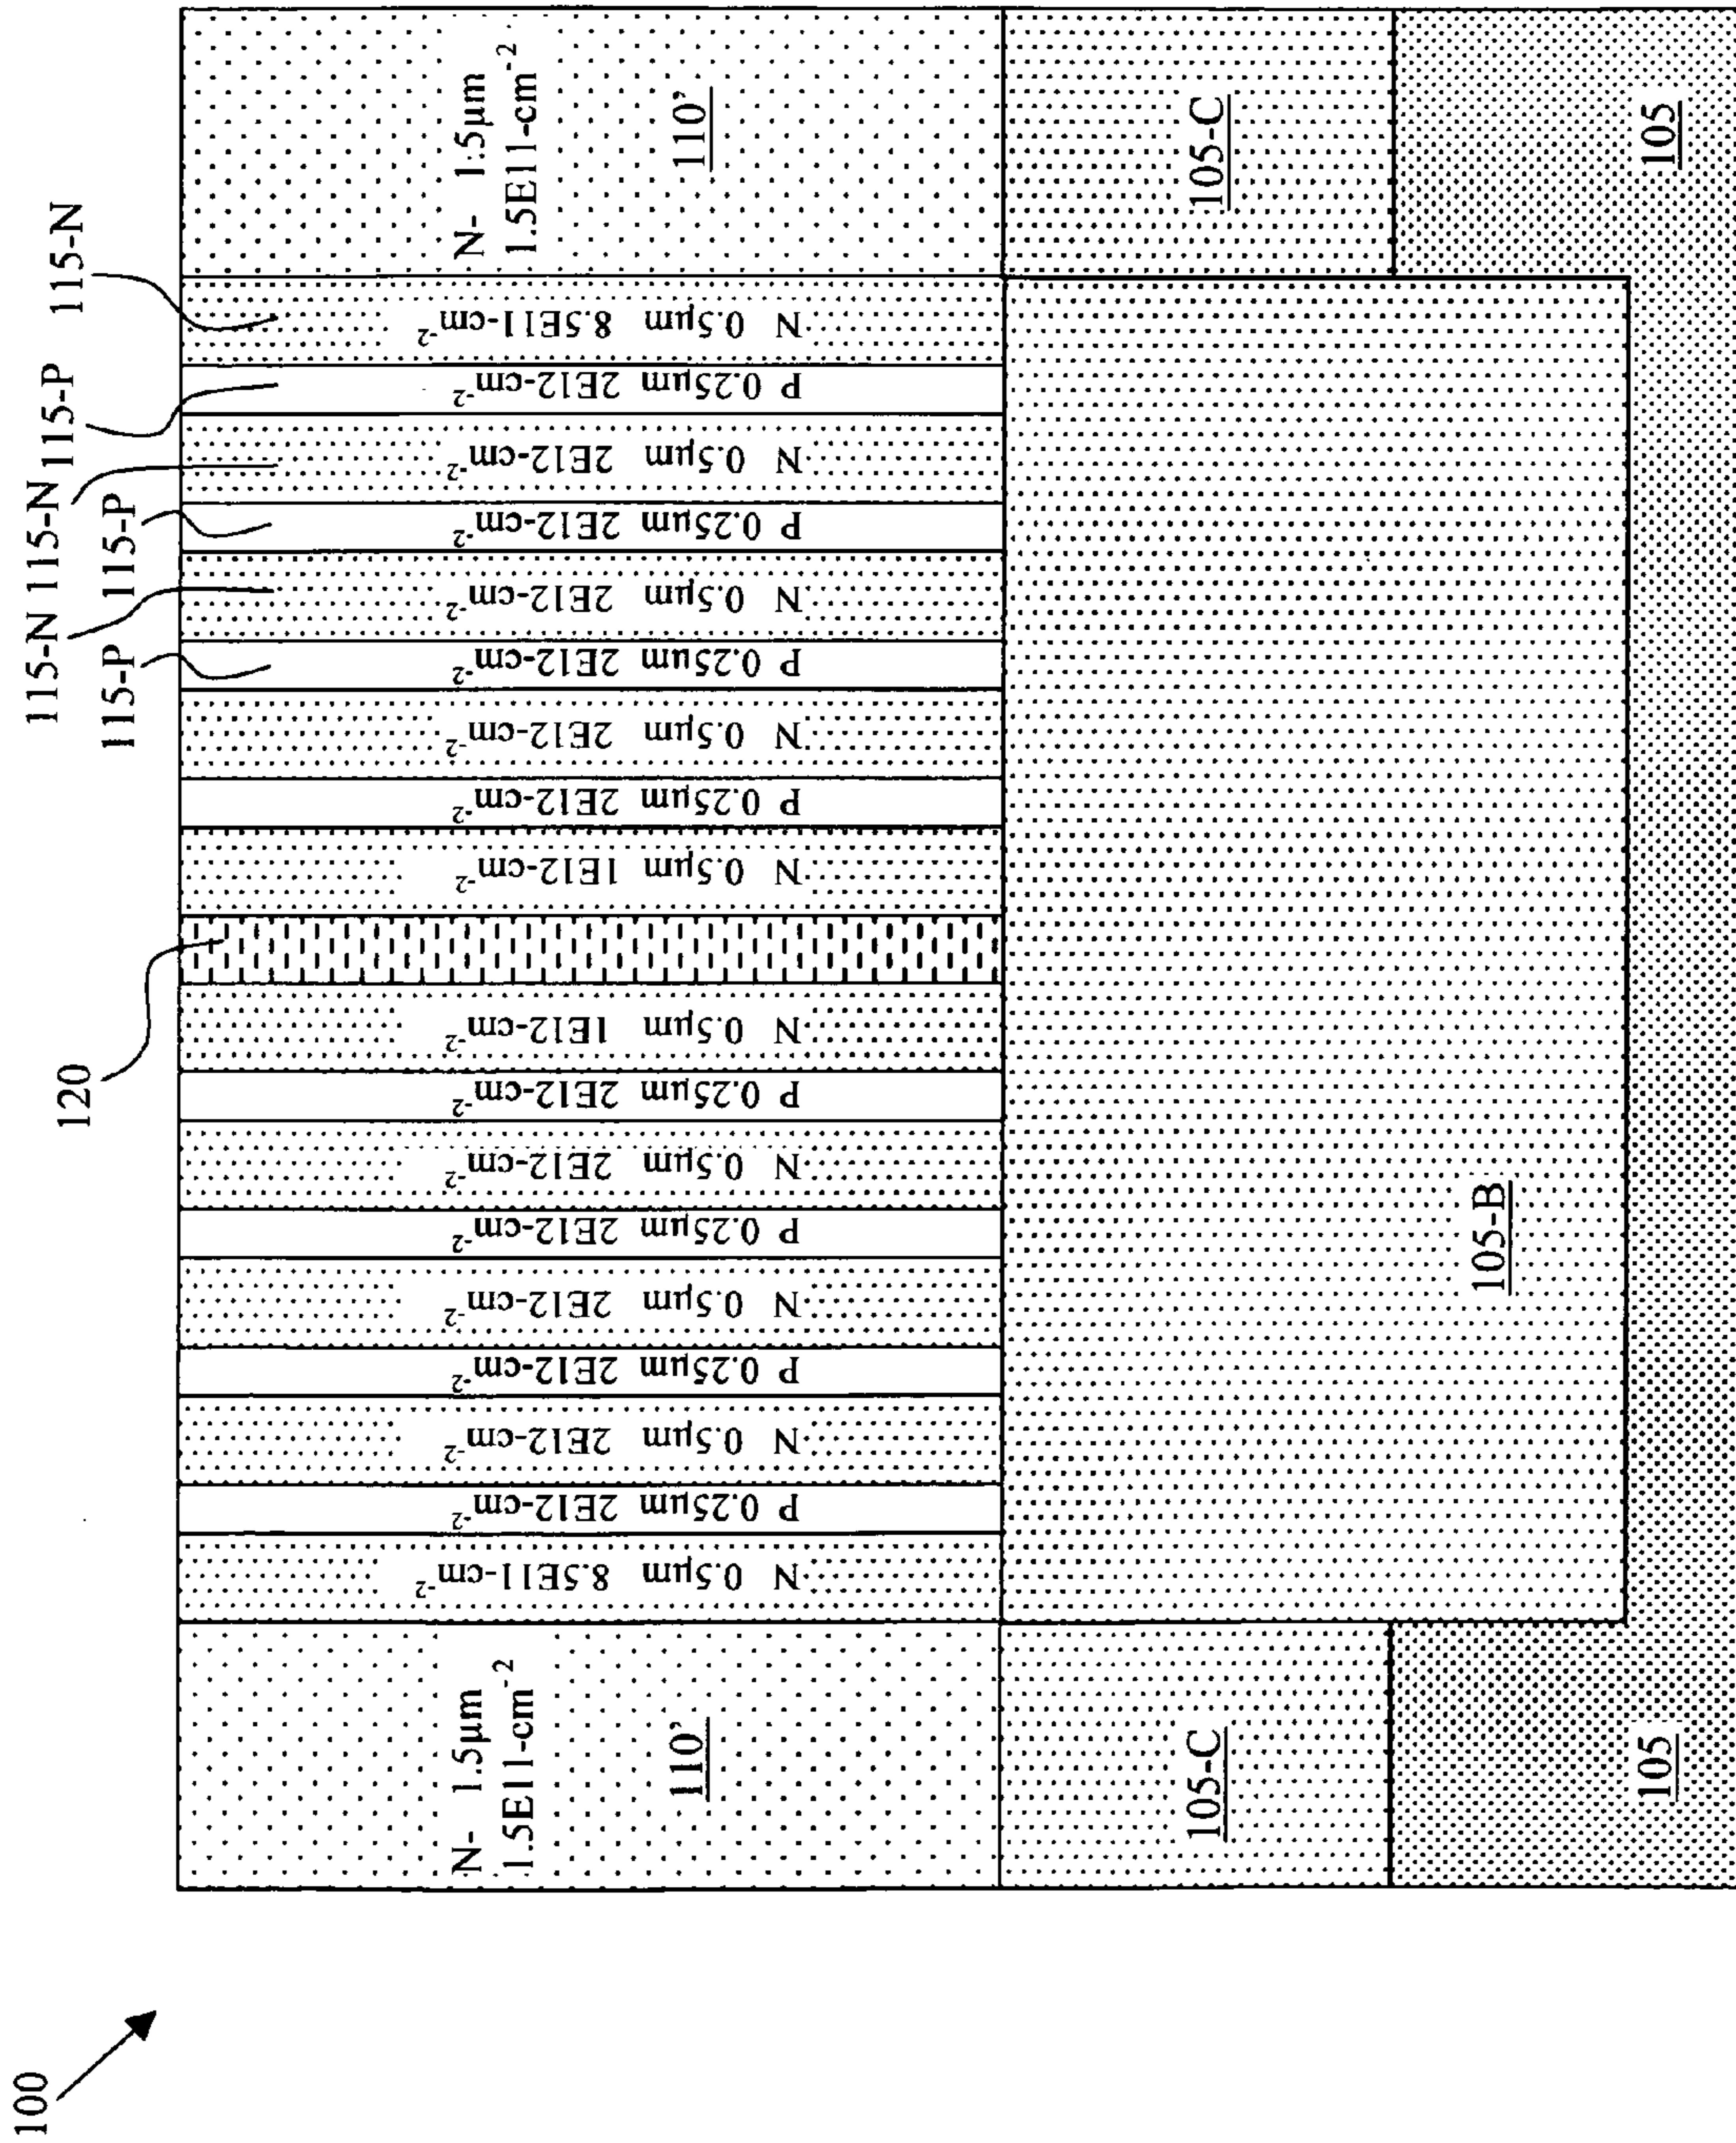 100
120
115-N
115-P
115-P
115-N
115-P
115-N
N- 1.5µm
1.5E11-cm⁻²
110'
N 0.5µm 8.5E11-cm⁻²
P 0.25µm 2E12-cm⁻²
N 0.5µm 2E12-cm⁻²
P 0.25µm 2E12-cm⁻²
N 0.5µm 2E12-cm⁻²
P 0.25µm 2E12-cm⁻²
N 0.5µm 2E12-cm⁻²
P 0.25µm 2E12-cm⁻²
N 0.5µm 1E12-cm⁻²
N 0.5µm 1E12-cm⁻²
P 0.25µm 2E12-cm⁻²
N 0.5µm 2E12-cm⁻²
P 0.25µm 2E12-cm⁻²
N 0.5µm 2E12-cm⁻²
P 0.25µm 2E12-cm⁻²
N 0.5µm 2E12-cm⁻²
P 0.25µm 2E12-cm⁻²
N 0.5µm 8.5E11-cm⁻²
N- 1:5µm
1.5E11-cm⁻²
110'
105-C
105-C
105-B
105
105